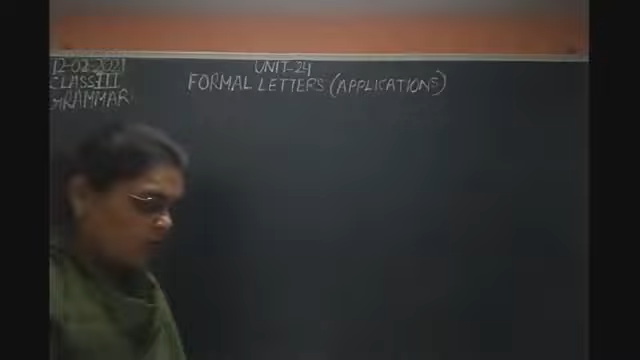 12-02-2021
CLASS III
GRAMMAR
UNIT-24
FORMAL LETTERS (APPLICATIONS)